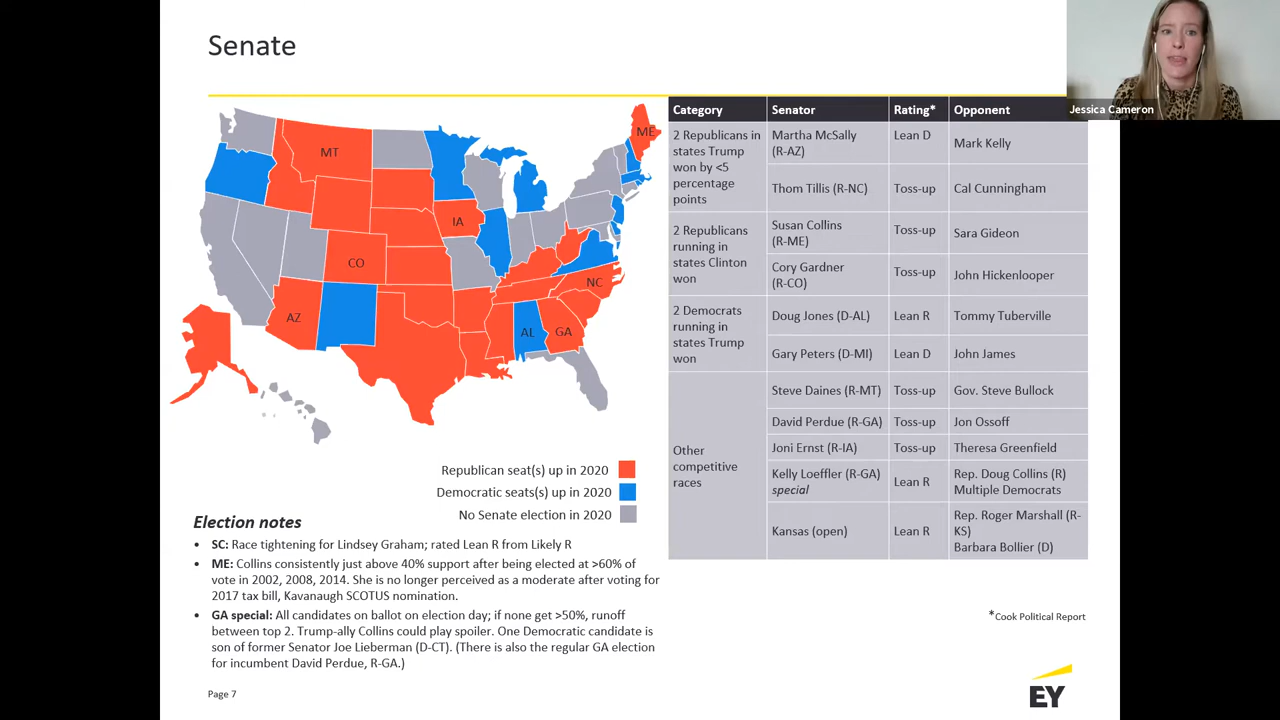 Senate
Jessica Cameron
MT
ME
IA
CO
NC
AZ
AL
GA
Republican seat(s) up in 2020
Democratic seats(s) up in 2020
No Senate election in 2020
Category Senator Rating* Opponent
2 Republicans in
states Trump
won by <5
percentage
points
Martha McSally
(R-AZ)
Lean D
Mark Kelly
Thom Tillis (R-NC) Toss-up Cal Cunningham
2 Republicans
running in
states Clinton
won
Susan Collins
(R-ME)
Toss-up
Sara Gideon
Cory Gardner
(R-CO)
Toss-up
John Hickenlooper
2 Democrats
running in
states Trump
won
Doug Jones (D-AL) Lean R Tommy Tuberville
Gary Peters (D-MI) Lean D John James
Other
competitive
races
Steve Daines (R-MT) Toss-up Gov. Steve Bullock
David Perdue (R-GA) Toss-up Jon Ossoff
Joni Ernst (R-IA) Toss-up Theresa Greenfield
Kelly Loeffler (R-GA)
special
Lean R
Rep. Doug Collins (R)
Multiple Democrats
Kansas (open) Lean R
Rep. Roger Marshall (R-
KS)
Barbara Bollier (D)
Election notes
• SC: Race tightening for Lindsey Graham; rated Lean R from Likely R
• ME: Collins consistently just above 40% support after being elected at >60% of
vote in 2002, 2008, 2014. She is no longer perceived as a moderate after voting for
2017 tax bill, Kavanaugh SCOTUS nomination.
• GA special: All candidates on ballot on election day; if none get >50%, runoff
between top 2. Trump-ally Collins could play spoiler. One Democratic candidate is
son of former Senator Joe Lieberman (D-CT). (There is also the regular GA election
for incumbent David Perdue, R-GA.)
*Cook Political Report
Page 7
EY